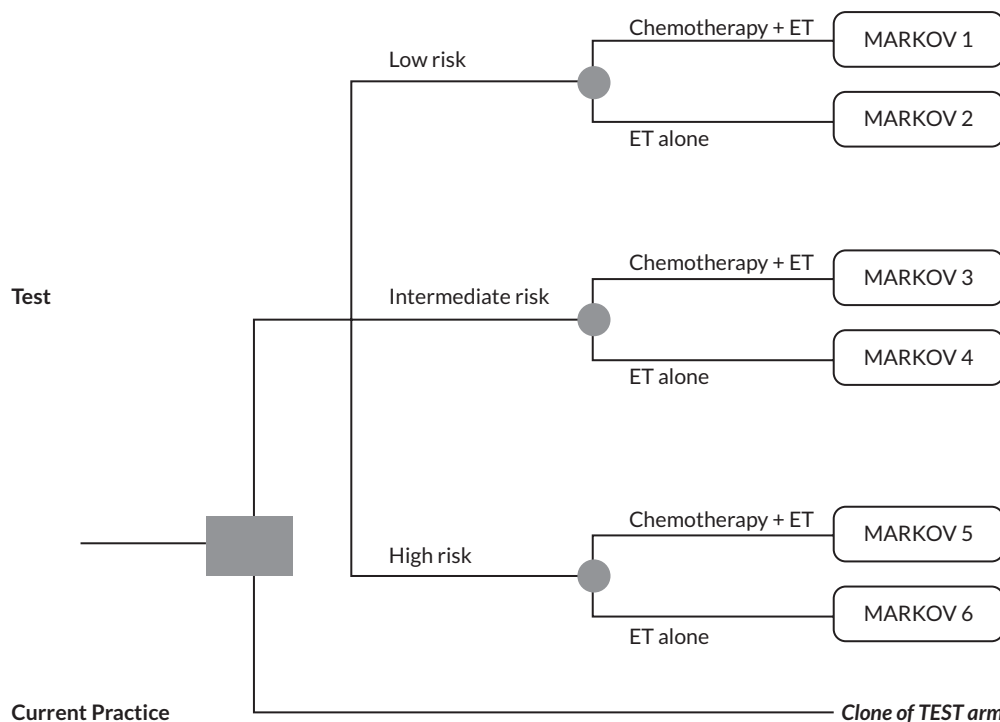 Chemotherapy + ET
MARKOV 1
Low risk
MARKOV 2
ET alone
Chemotherapy + ET
MARKOV 3
Test
Intermediate risk
MARKOV 4
ET alone
Chemotherapy + ET
MARKOV 5
High risk
MARKOV 6
ET alone
Current Practice
Clone of TEST arm